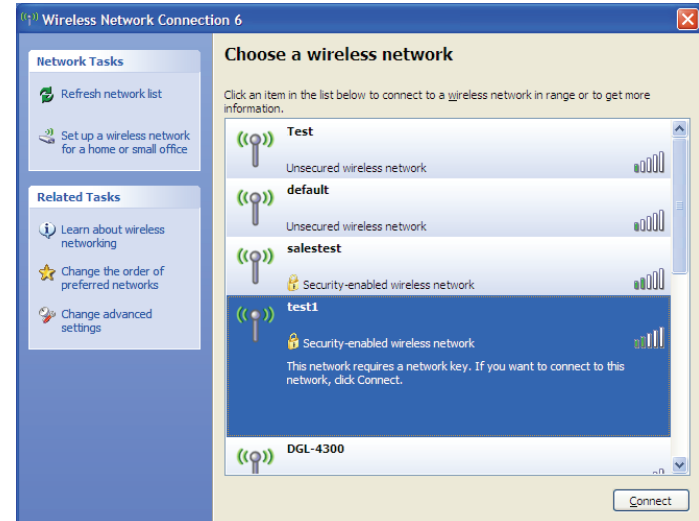 Wireless Network Connection 6
Network Tasks
Refresh network list
Set up a wireless network
for a home or small office
Related Tasks
Learn about wireless
networking
Change the order of
preferred networks
Change advanced
settings
Choose a wireless network
Click an item in the list below to connect to a wireless network in range or to get more
information.
Test
Unsecured wireless network
default
Unsecured wireless network
salestest
Security-enabled wireless network
test1
Security-enabled wireless network
This network requires a network key. If you want to connect to this
network, click Connect.
DGL-4300
Connect